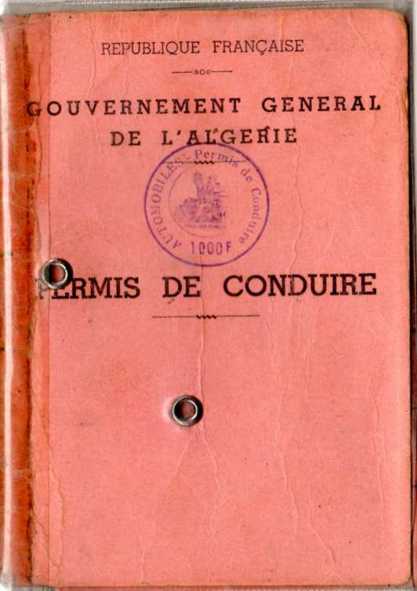 REPUBLIQUE FRANÇAISE
GOUVERNEMENT GENERAL
DE L'ALGERIE
AUTOMOBILES - Permis de Conduire
1000F
PERMIS DE CONDUIRE